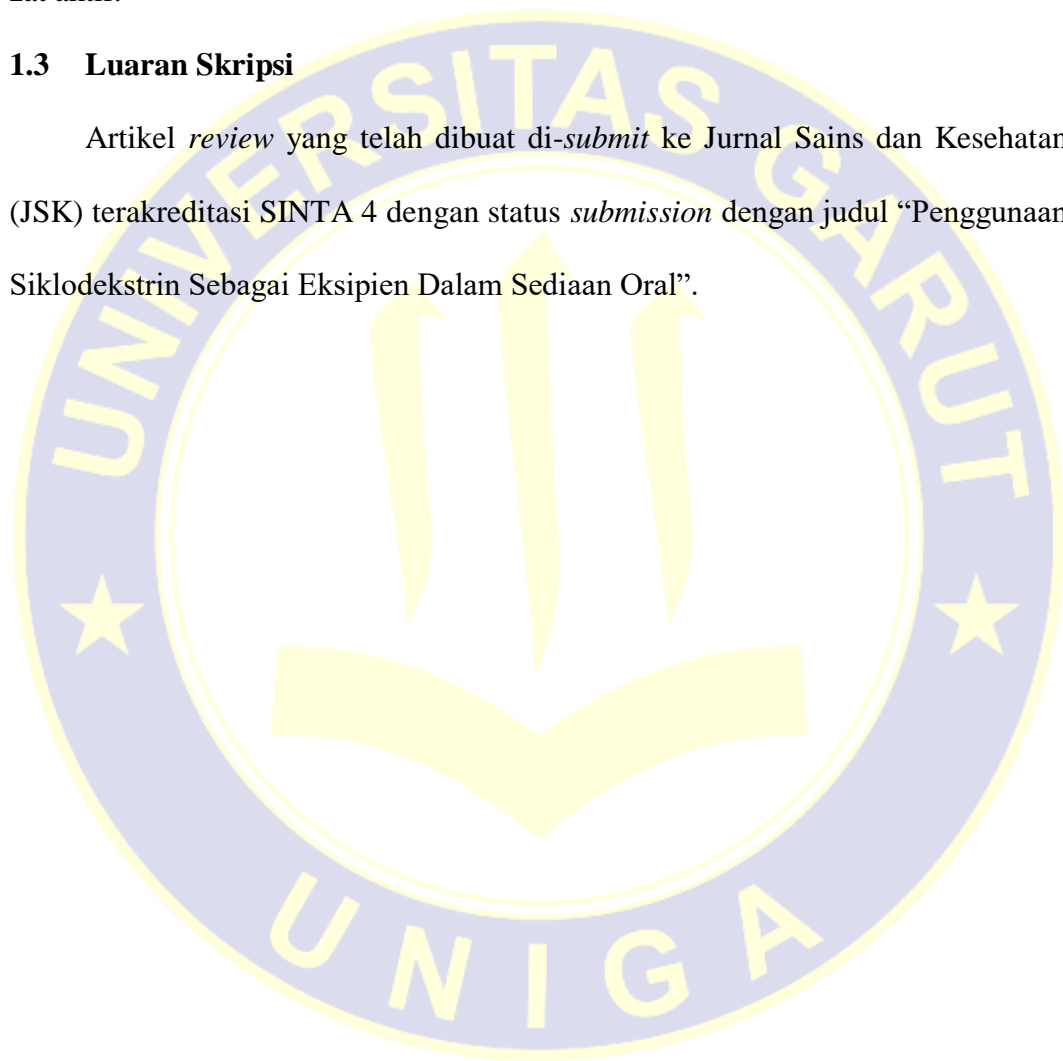 1.3 Luaran Skripsi
Artikel review yang telah dibuat di-submit ke Jurnal Sains dan Kesehatan
(JSK) terakreditasi SINTA 4 dengan status submission dengan judul “Penggunaan
Siklodekstrin Sebagai Eksipien Dalam Sediaan Oral”.
UNIVERSITAS GARUT
UNIGA